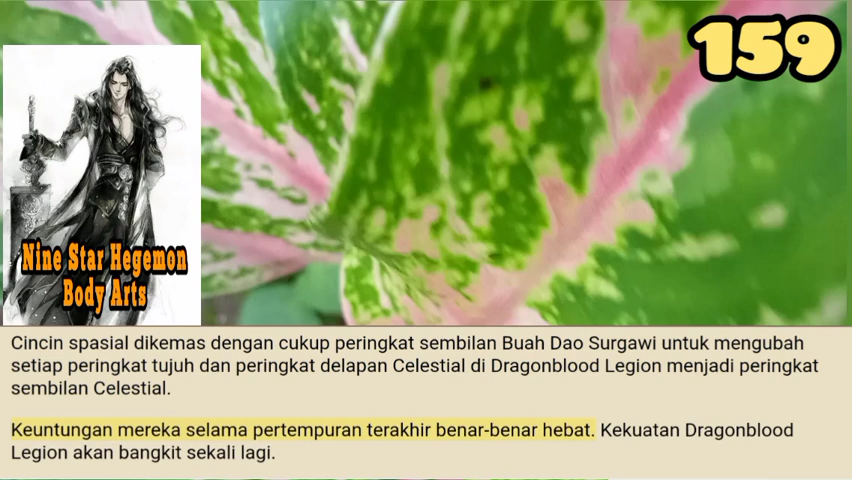 159
Nine Star Hegemon
Body Arts
Cincin spasial dikemas dengan cukup peringkat sembilan Buah Dao Surgawi untuk mengubah
setiap peringkat tujuh dan peringkat delapan Celestial di Dragonblood Legion menjadi peringkat
sembilan Celestial.
Keuntungan mereka selama pertempuran terakhir benar-benar hebat. Kekuatan Dragonblood
Legion akan bangkit sekali lagi.